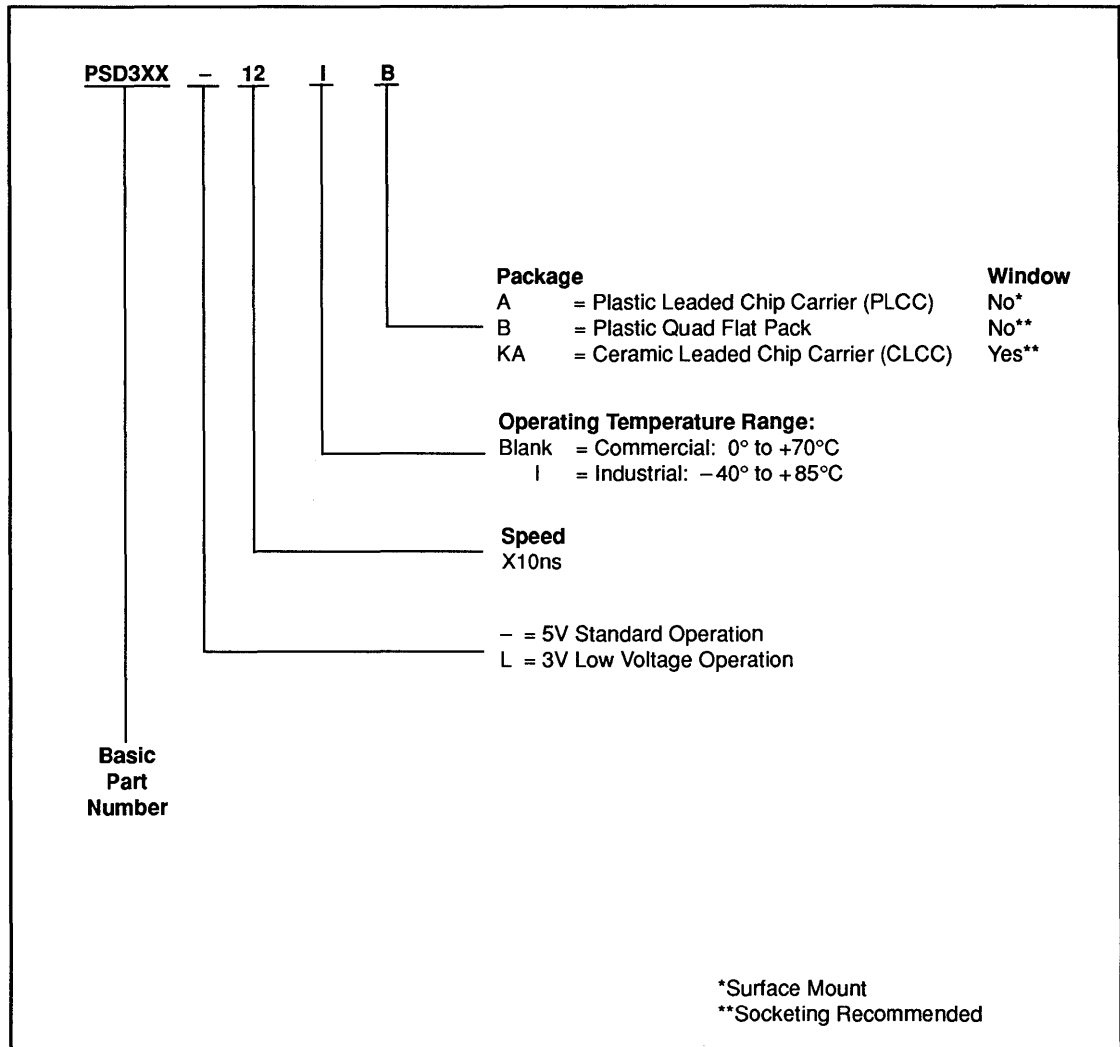 PSD3XX – 12 I B
Package Window
A = Plastic Leaded Chip Carrier (PLCC) No*
B = Plastic Quad Flat Pack No**
KA = Ceramic Leaded Chip Carrier (CLCC) Yes**
Operating Temperature Range:
Blank = Commercial: 0° to +70°C
I = Industrial: –40° to +85°C
Speed
X10ns
– = 5V Standard Operation
L = 3V Low Voltage Operation
Basic
Part
Number
*Surface Mount
**Socketing Recommended